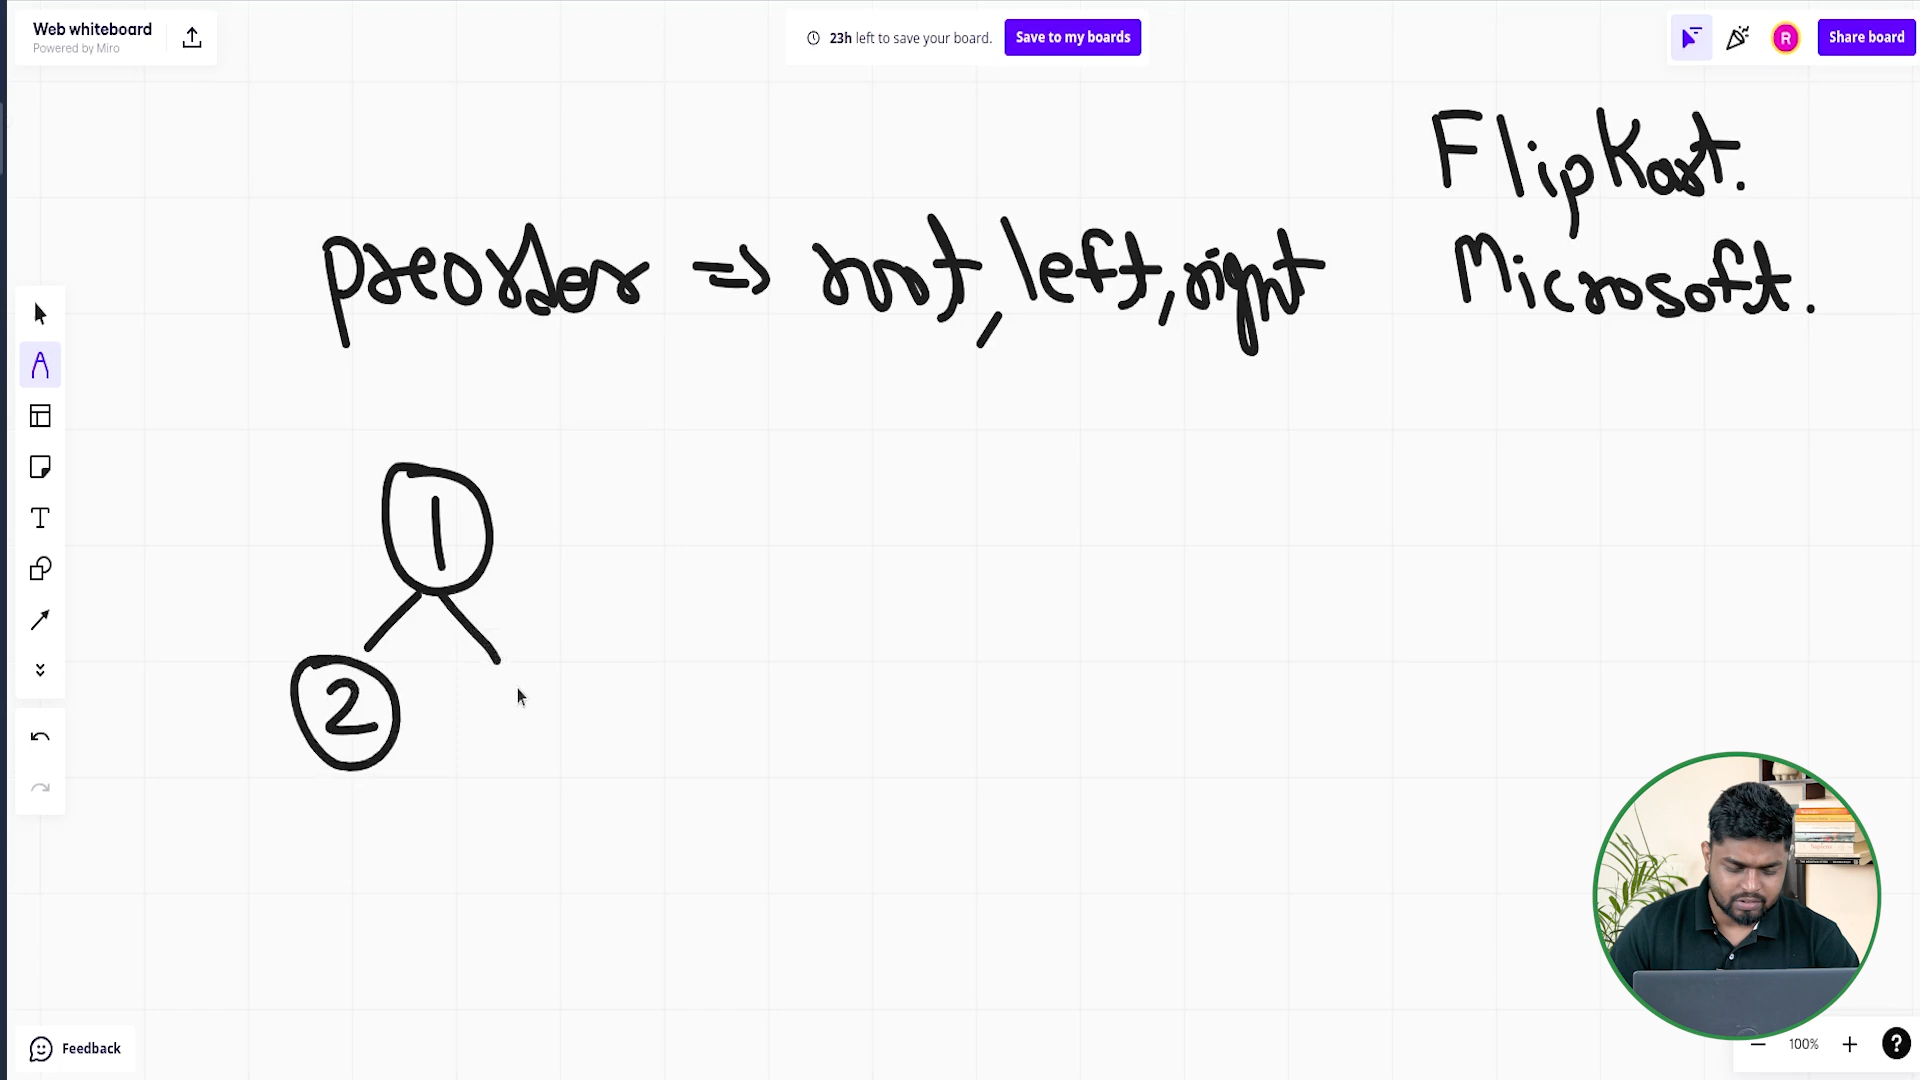 Web whiteboard
Powered by Miro
23h left to save your board.
Save to my boards
R
Share board
FlipKart.
preorder => root, left, right
Microsoft.
1
2
Feedback
100%
?